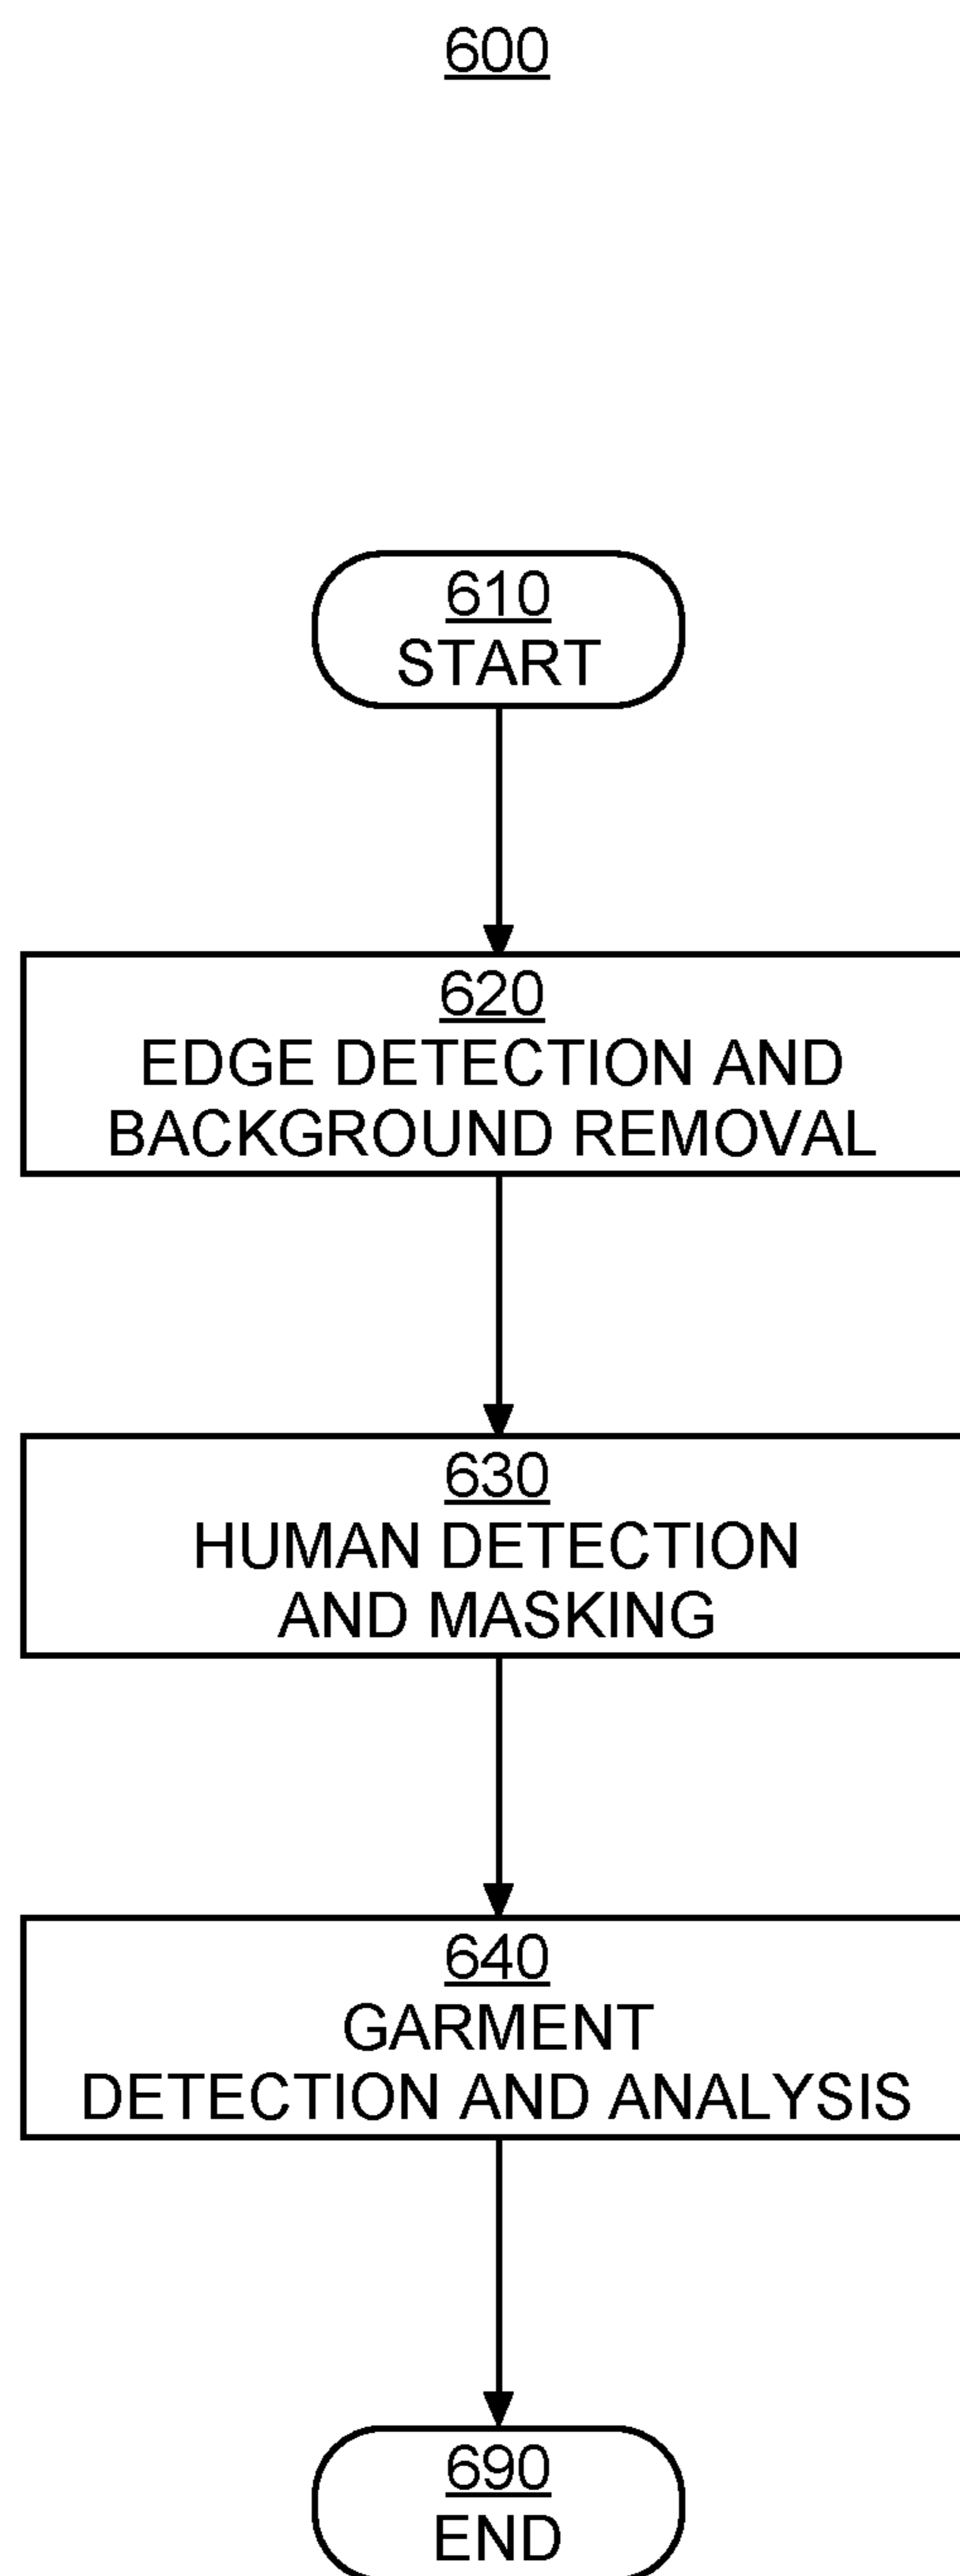 600
610
START
620
EDGE DETECTION AND
BACKGROUND REMOVAL
630
HUMAN DETECTION
AND MASKING
640
GARMENT
DETECTION AND ANALYSIS
690
END